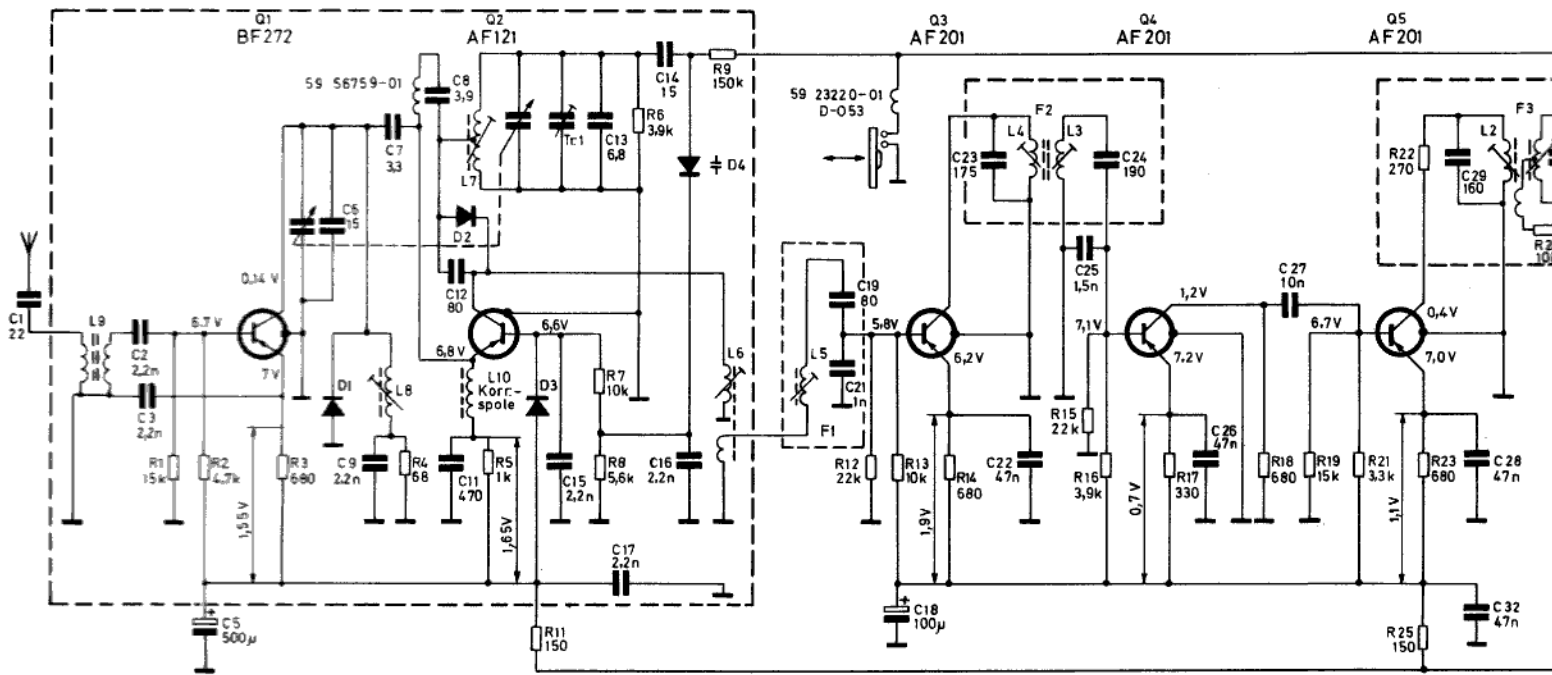 Q1
BF272
Q2
AF121
Q3
AF201
Q4
AF201
Q5
AF201
59 56759-01
C8
3,9
C14
15
R9
150k
59 23220-01
D-053
F2
F3
C7
3,3
L7
Tr.1
C13
6,8
R6
3,9k
D4
C23
175
L4
L3
C24
190
R22
270
C29
160
L2
C6
15
D2
R2
10k
C25
1,5n
0,14 V
C12
80
C19
80
C27
10n
C1
22
L9
C2
2,2n
6.7V
7V
6,6V
6,8V
5,8V
6,2V
7,1V
1,2V
7.2V
6.7V
0,4V
7,0V
C3
2,2n
D1
L8
L10
Korr.-
spole
D3
R7
10k
L6
L5
C21
1n
F1
R15
22k
R1
15k
R2
4,7k
R3
680
C9
2.2n
R4
68
C11
470
R5
1k
C15
2,2n
R8
5,6k
C16
2,2n
R12
22k
R13
10k
R14
680
C22
47n
R16
3,9k
R17
330
C26
47n
R18
680
R19
15k
R21
3,3k
R23
680
C28
47n
1,55V
1,65V
1,9V
0,7V
1,1V
C17
2.2n
C5
500µ
R11
150
C18
100µ
R25
150
C32
47n